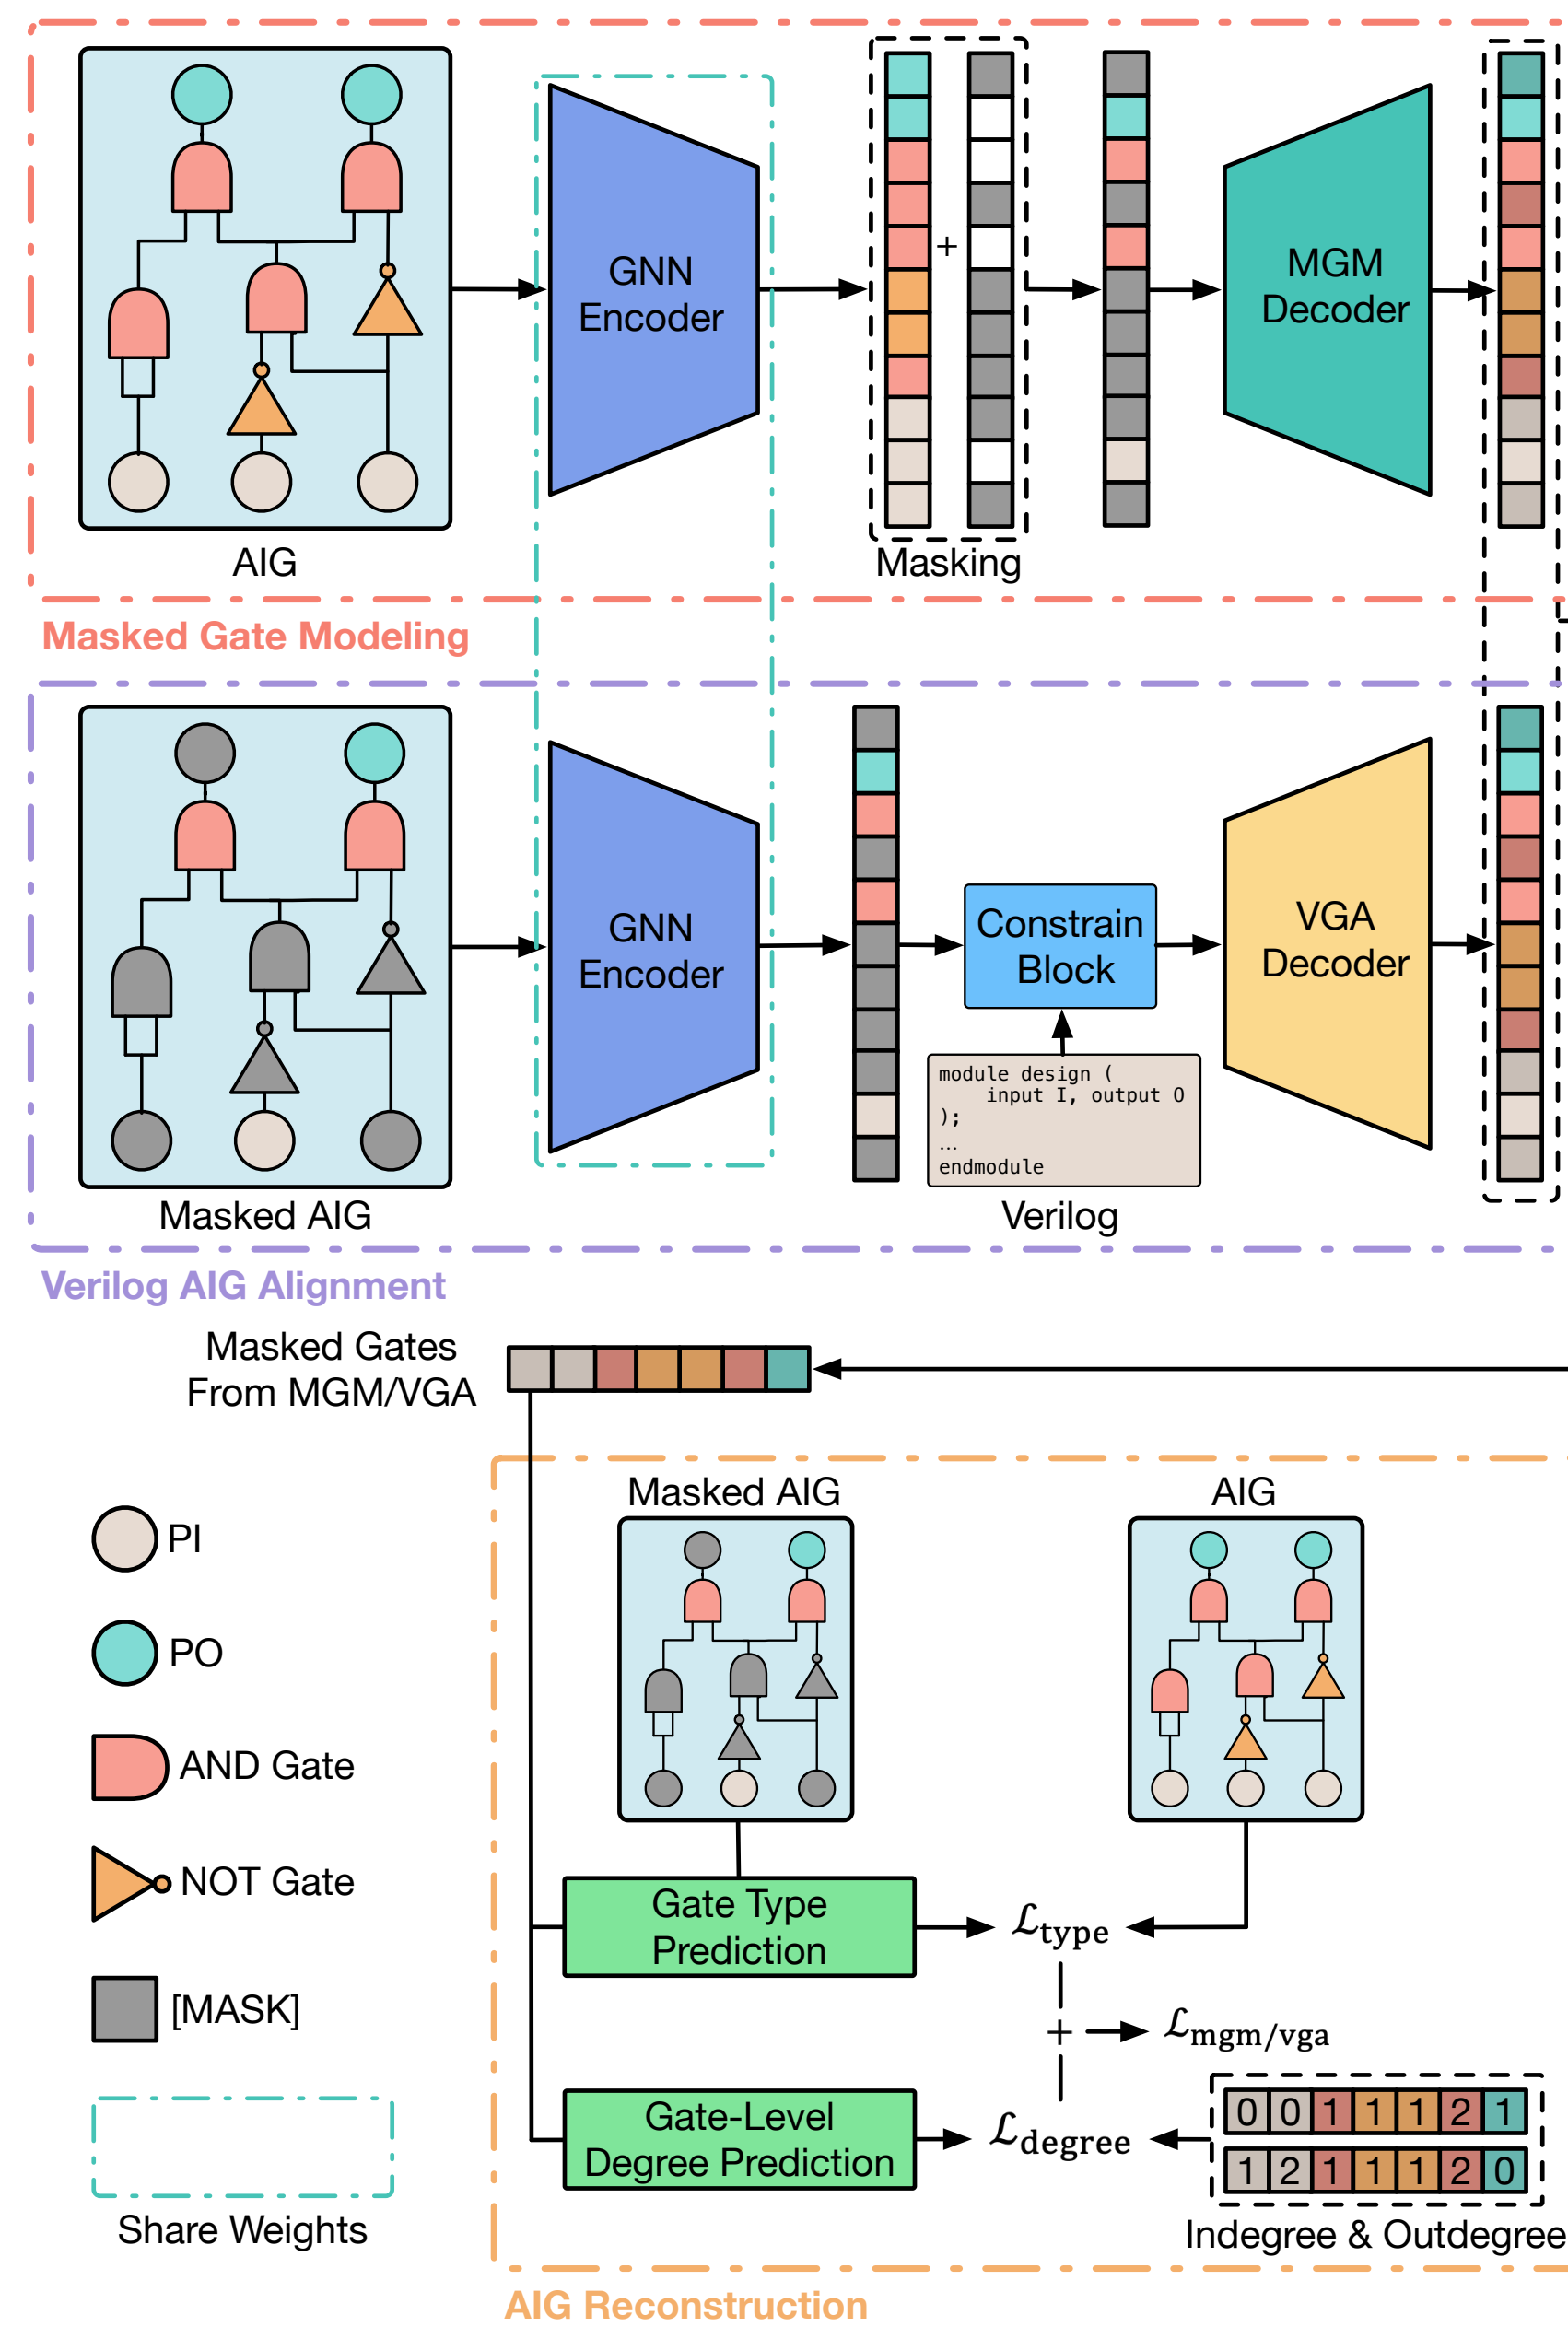 GNN
Encoder
+
MGM
Decoder
AIG
Masking
Masked Gate Modeling
GNN
Encoder
Constrain
Block
VGA
Decoder
module design (
input I, output O
);
...
endmodule
Masked AIG
Verilog
Verilog AIG Alignment
Masked Gates
From MGM/VGA
Masked AIG
AIG
PI
PO
AND Gate
NOT Gate
[MASK]
Share Weights
Gate Type
Prediction
ℒtype
+
ℒmgm/vga
Gate-Level
Degree Prediction
ℒdegree
0 0 1 1 1 2 1
1 2 1 1 1 2 0
Indegree & Outdegree
AIG Reconstruction